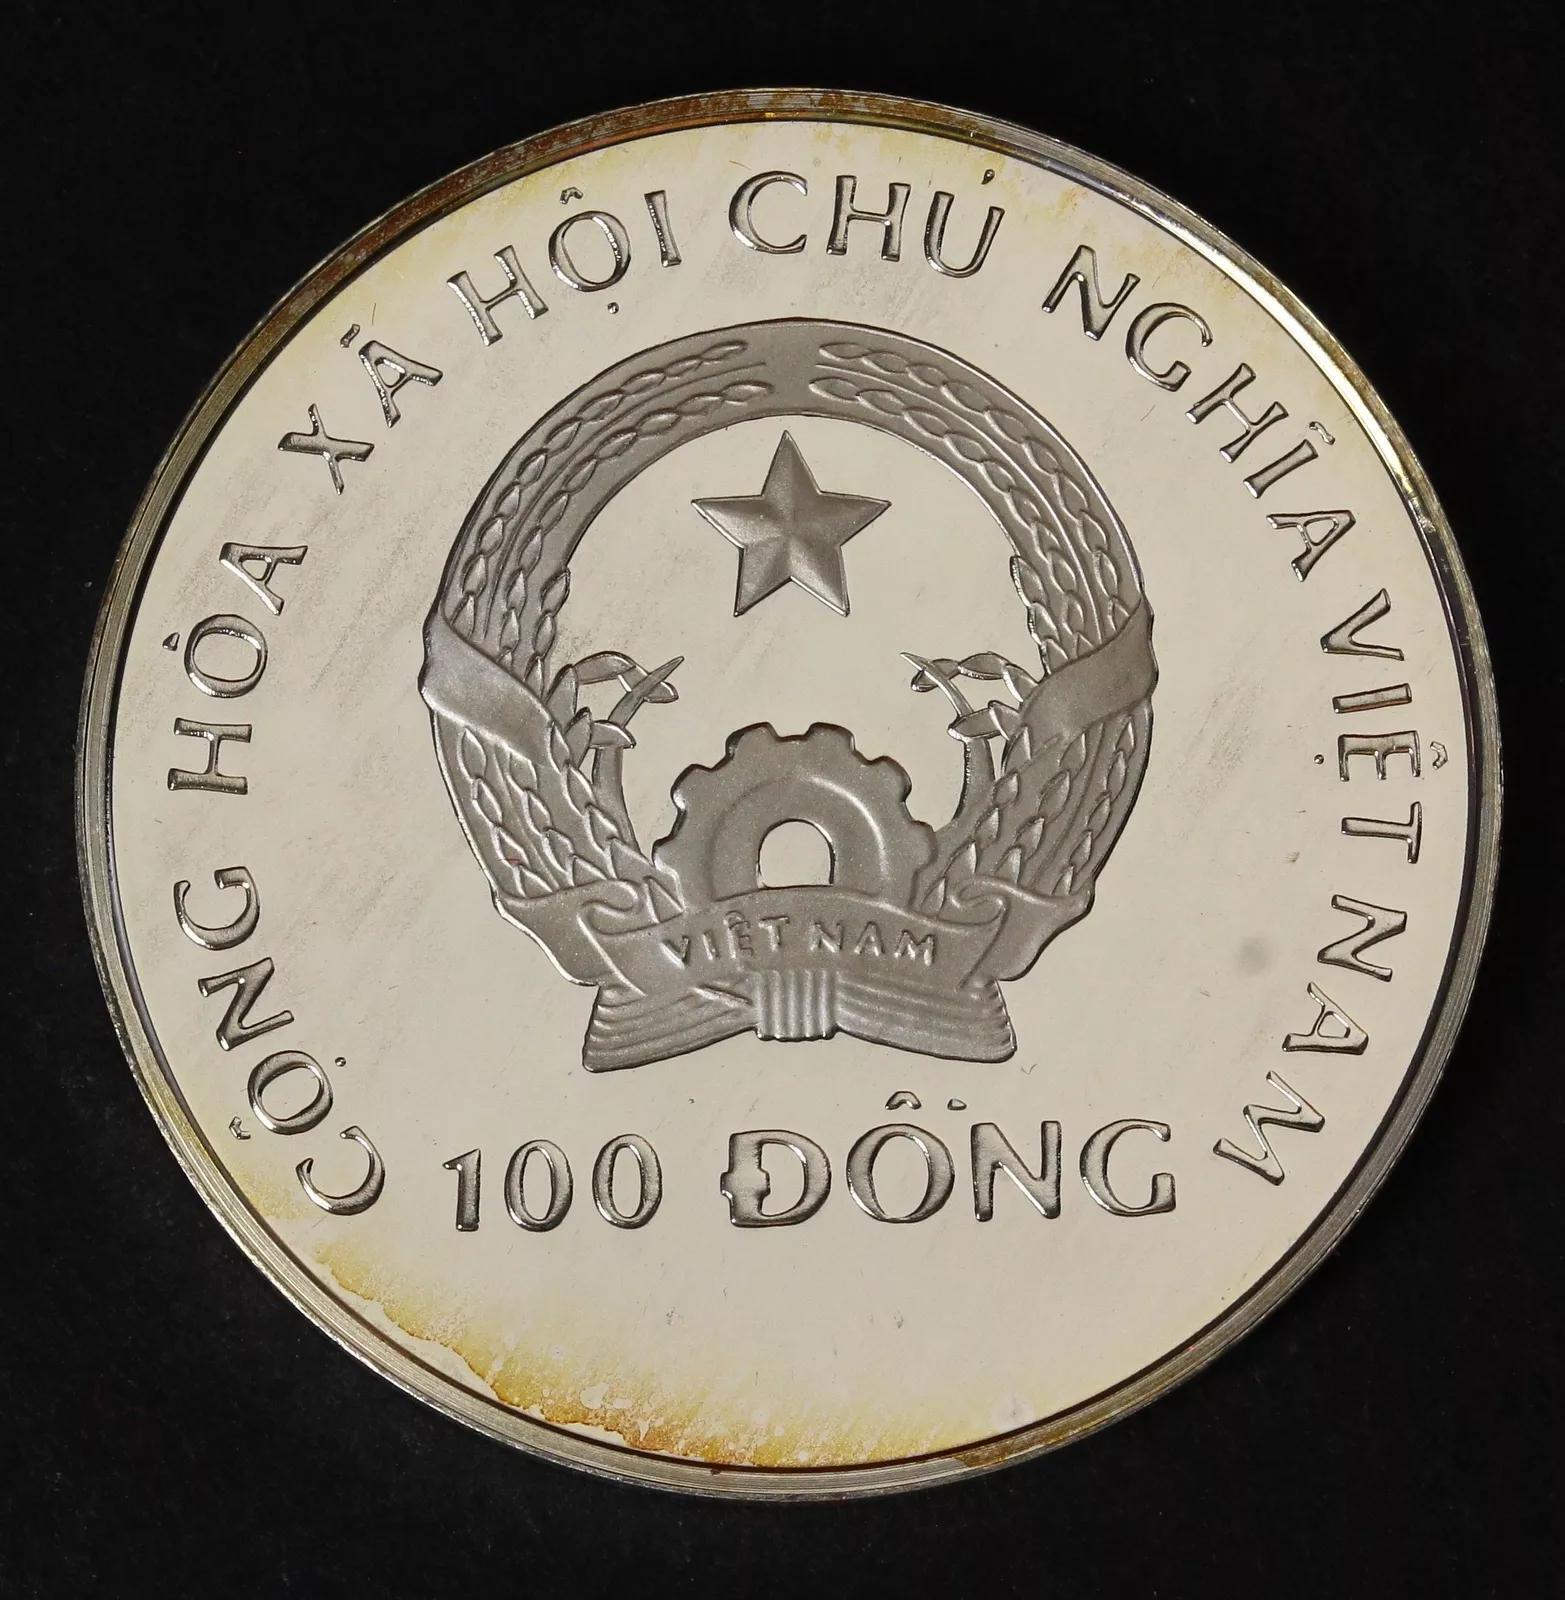 CỘNG HÒA XÃ HỘI CHỦ NGHĨA VIỆT NAM
VIỆT NAM
100 ĐỒNG